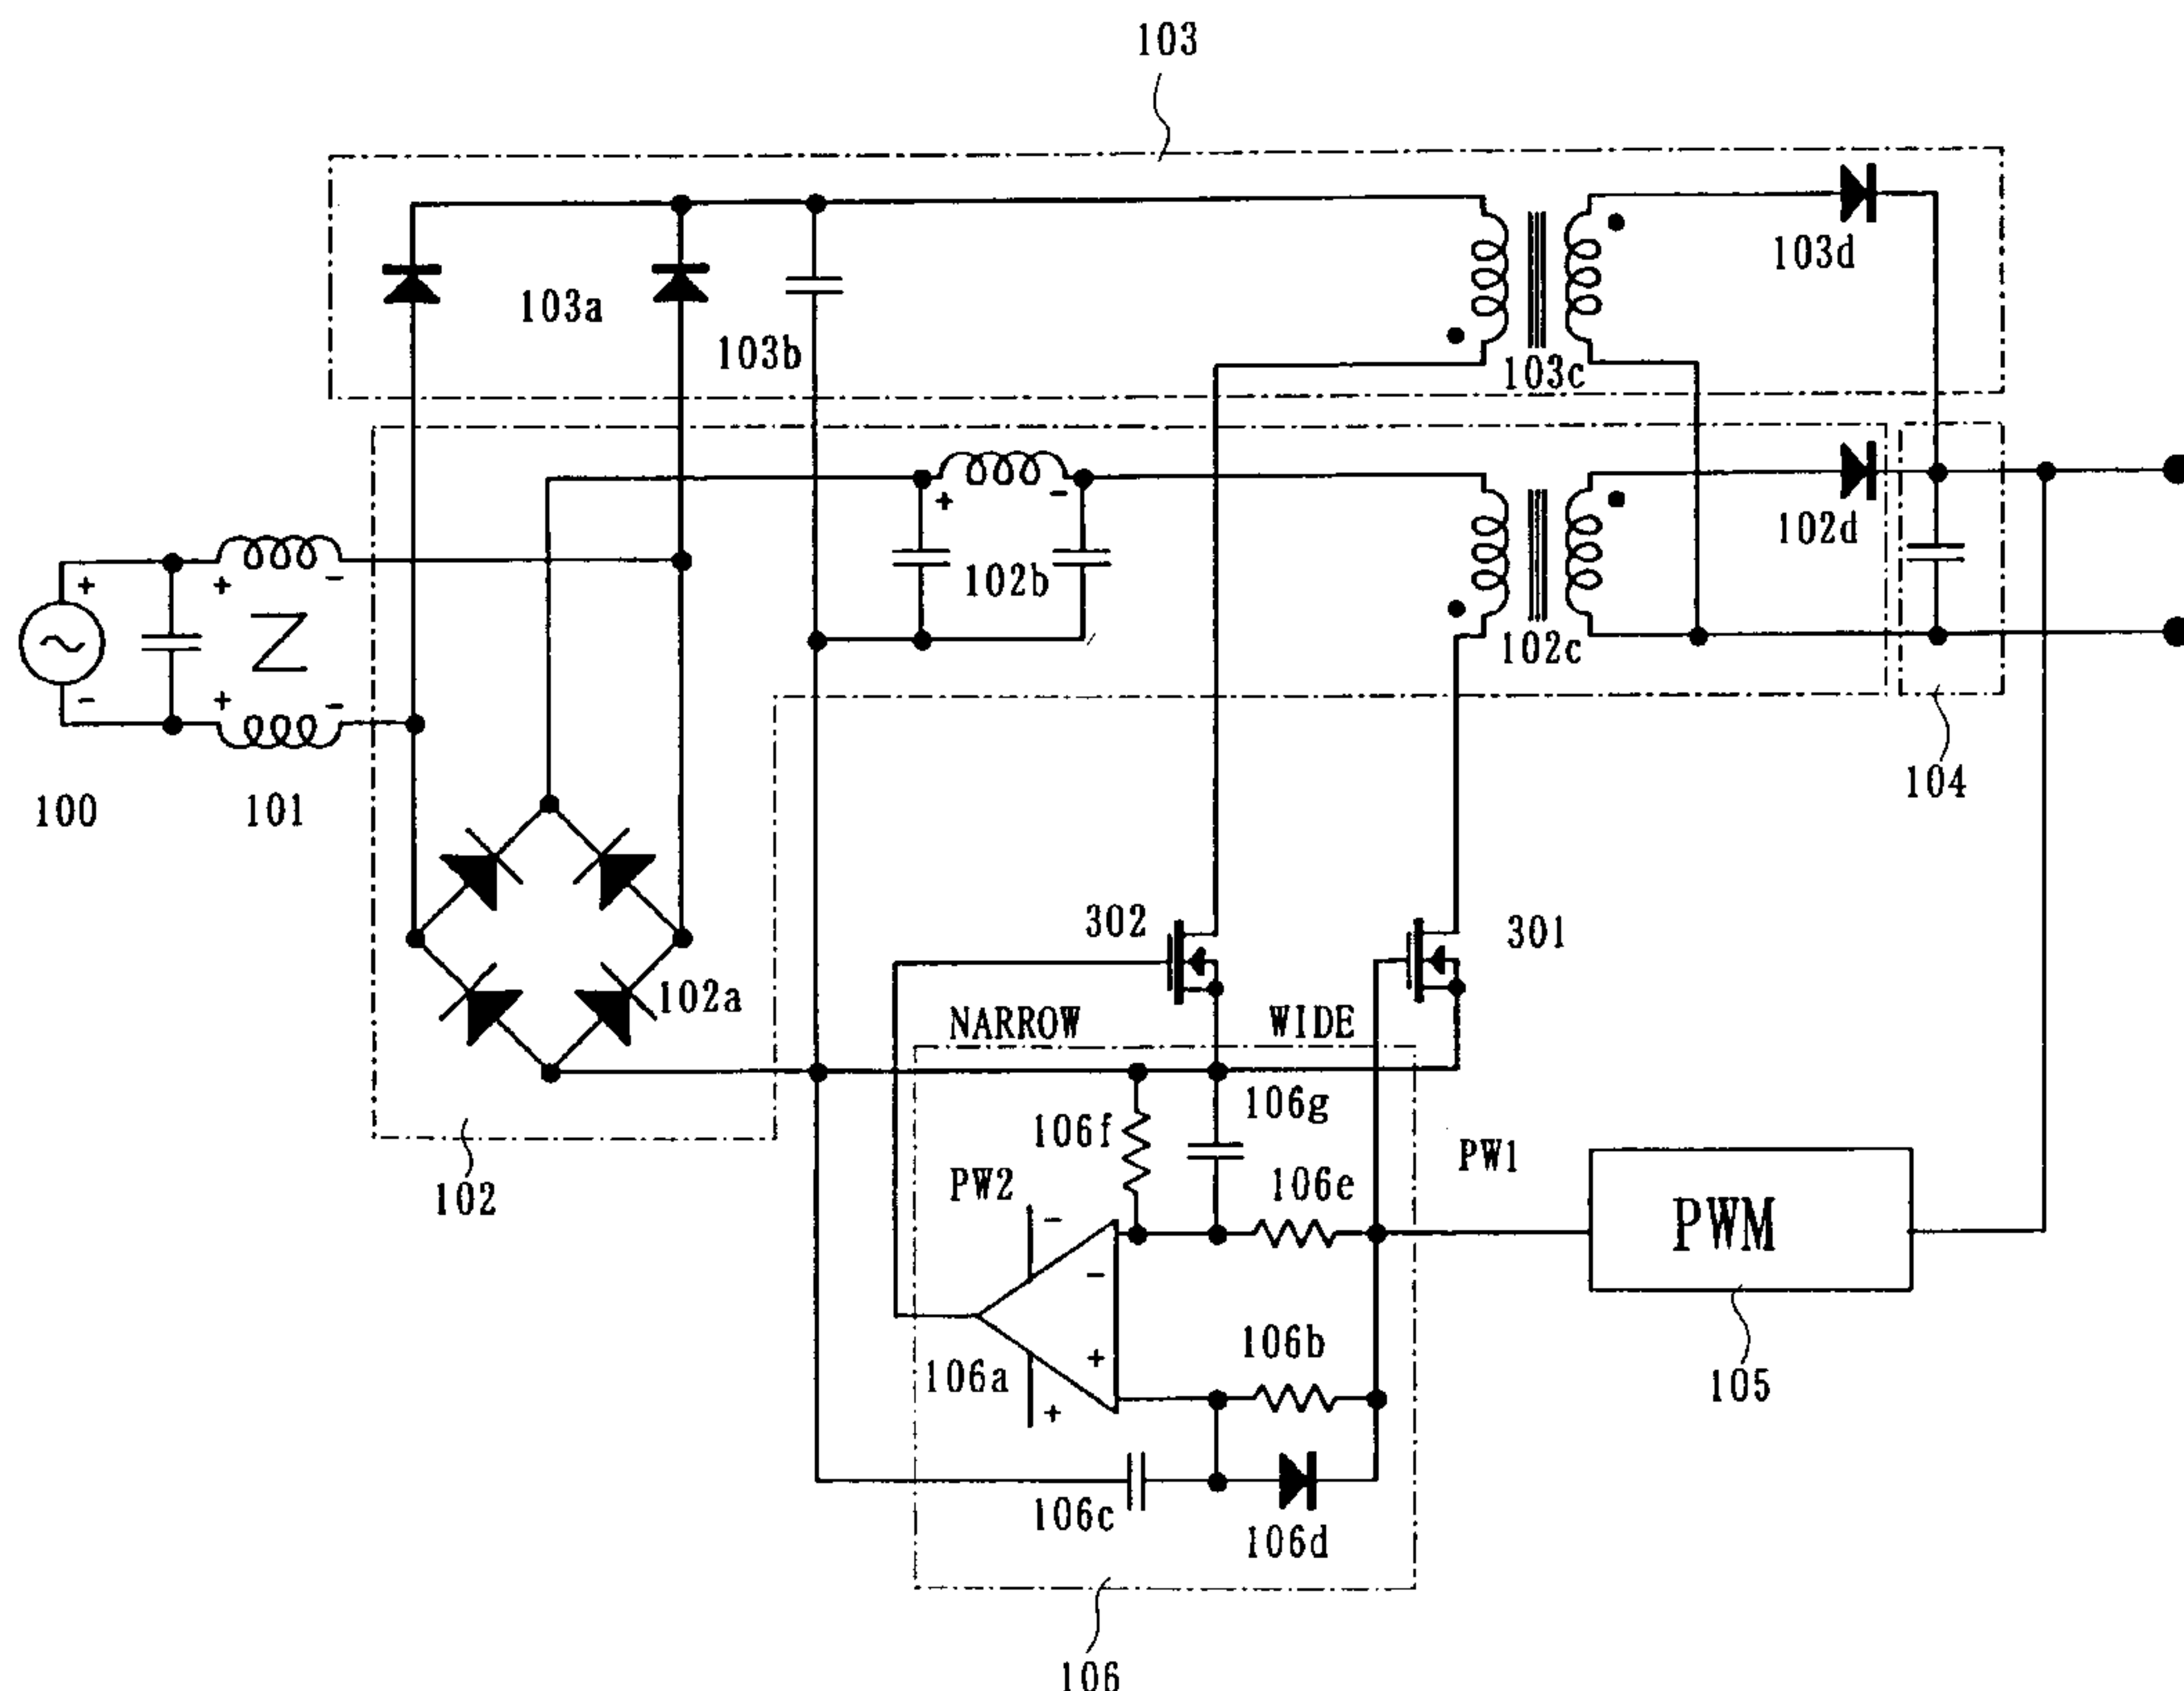 103
103a
103b
103c
103d
102b
102c
102d
+ -
+
-
+ -
+ -
100
101
104
102a
302
301
NARROW
WIDE
102
106f
106g
PW2
106e
PW1
PWM
-
-
+
+
106a
106b
105
106c
106d
106